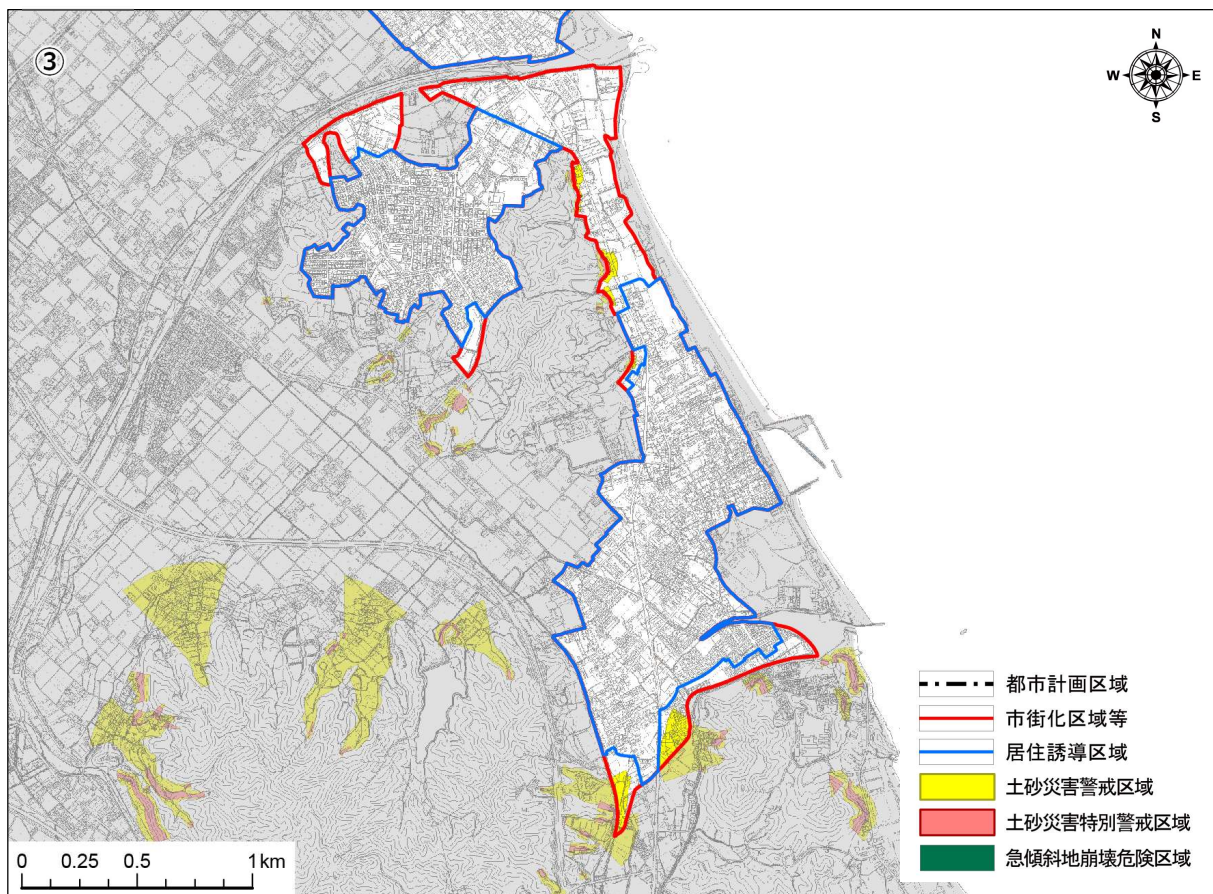 ③
N
W E
S
都市計画区域
市街化区域等
居住誘導区域
土砂災害警戒区域
土砂災害特別警戒区域
急傾斜地崩壊危険区域
0 0.25 0.5 1km